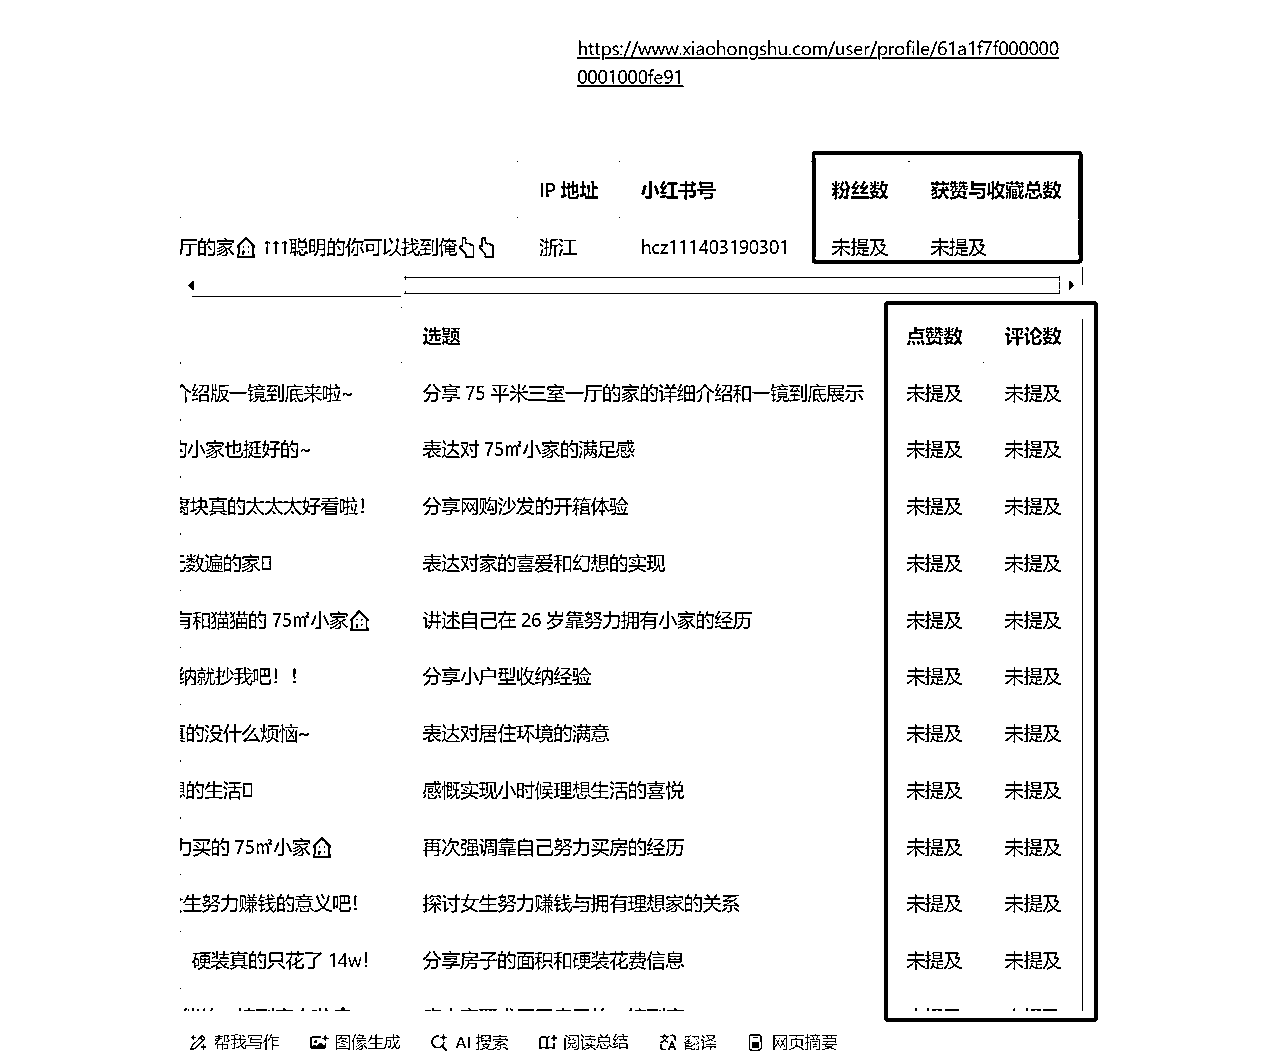 https://www.xiaohongshu.com/user/profile/61a1f7f000000
0001000fe91
IP 地址 小红书号 粉丝数 获赞与收藏总数
厅的家 ↑↑↑聪明的你可以找到俺 浙江 hcz111403190301 未提及 未提及
选题 点赞数 评论数
介绍版一镜到底来啦~ 分享 75 平米三室一厅的家的详细介绍和一镜到底展示 未提及 未提及
的小家也挺好的~ 表达对 75㎡小家的满足感 未提及 未提及
腐块真的太太太好看啦! 分享网购沙发的开箱体验 未提及 未提及
无数遍的家 表达对家的喜爱和幻想的实现 未提及 未提及
有和猫猫的 75㎡小家 讲述自己在 26 岁靠努力拥有小家的经历 未提及 未提及
纳就抄我吧!! 分享小户型收纳经验 未提及 未提及
真的没什么烦恼~ 表达对居住环境的满意 未提及 未提及
想的生活 感慨实现小时候理想生活的喜悦 未提及 未提及
力买的 75㎡小家 再次强调靠自己努力买房的经历 未提及 未提及
生努力赚钱的意义吧! 探讨女生努力赚钱与拥有理想家的关系 未提及 未提及
硬装真的只花了 14w! 分享房子的面积和硬装花费信息 未提及 未提及
帮我写作 图像生成 AI 搜索 阅读总结 翻译 网页摘要